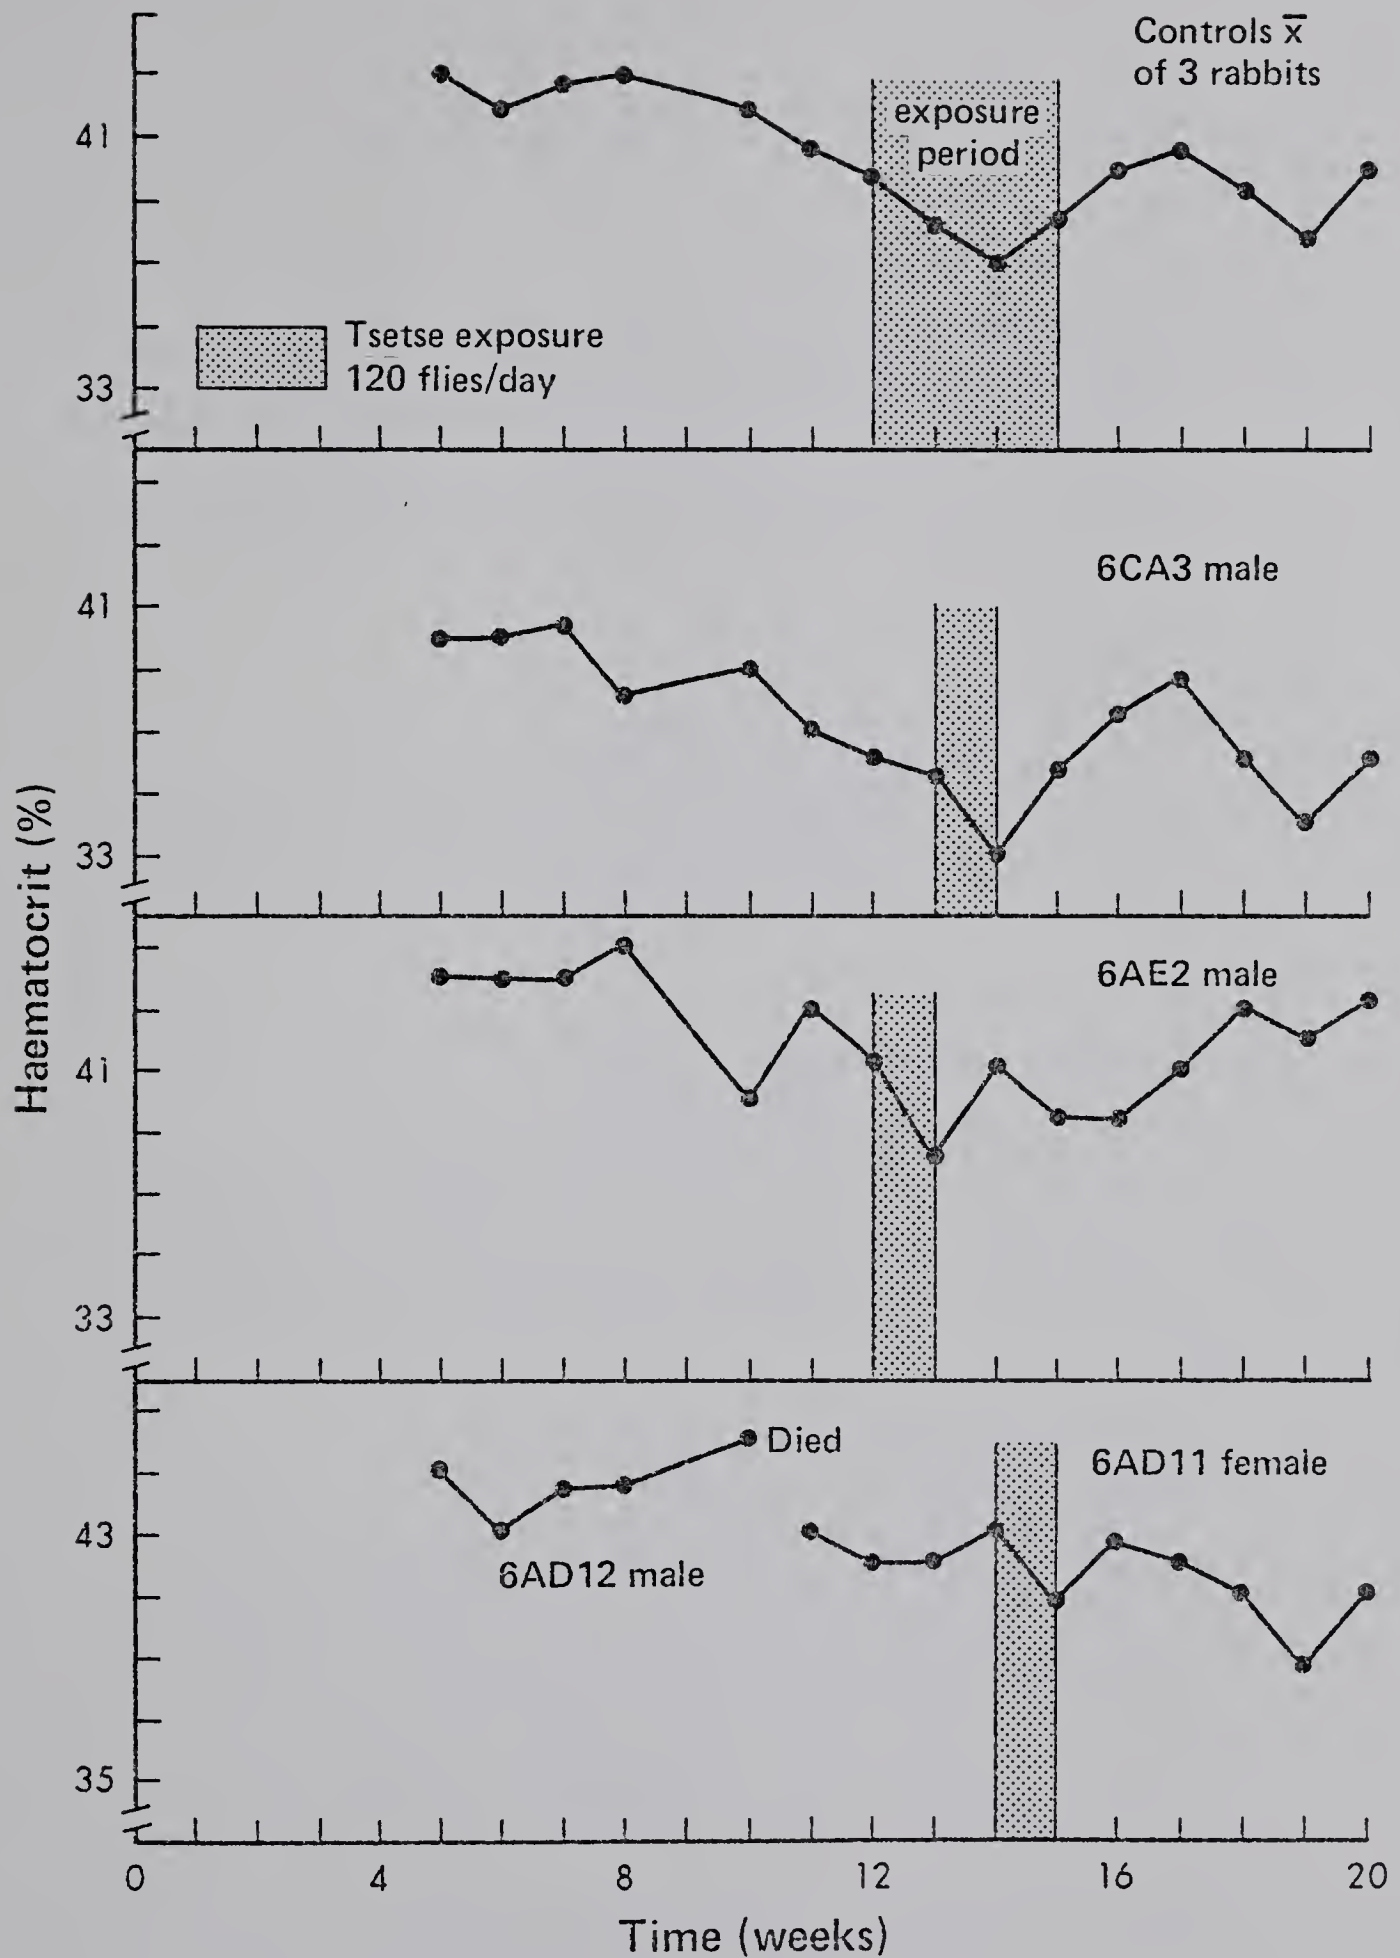 Controls x̅
of 3 rabbits
exposure
period
41
Tsetse exposure
120 flies/day
33
6CA3 male
41
33
Haematocrit (%)
6AE2 male
41
33
Died
6AD11 female
43
6AD12 male
35
0 4 8 12 16 20
Time (weeks)